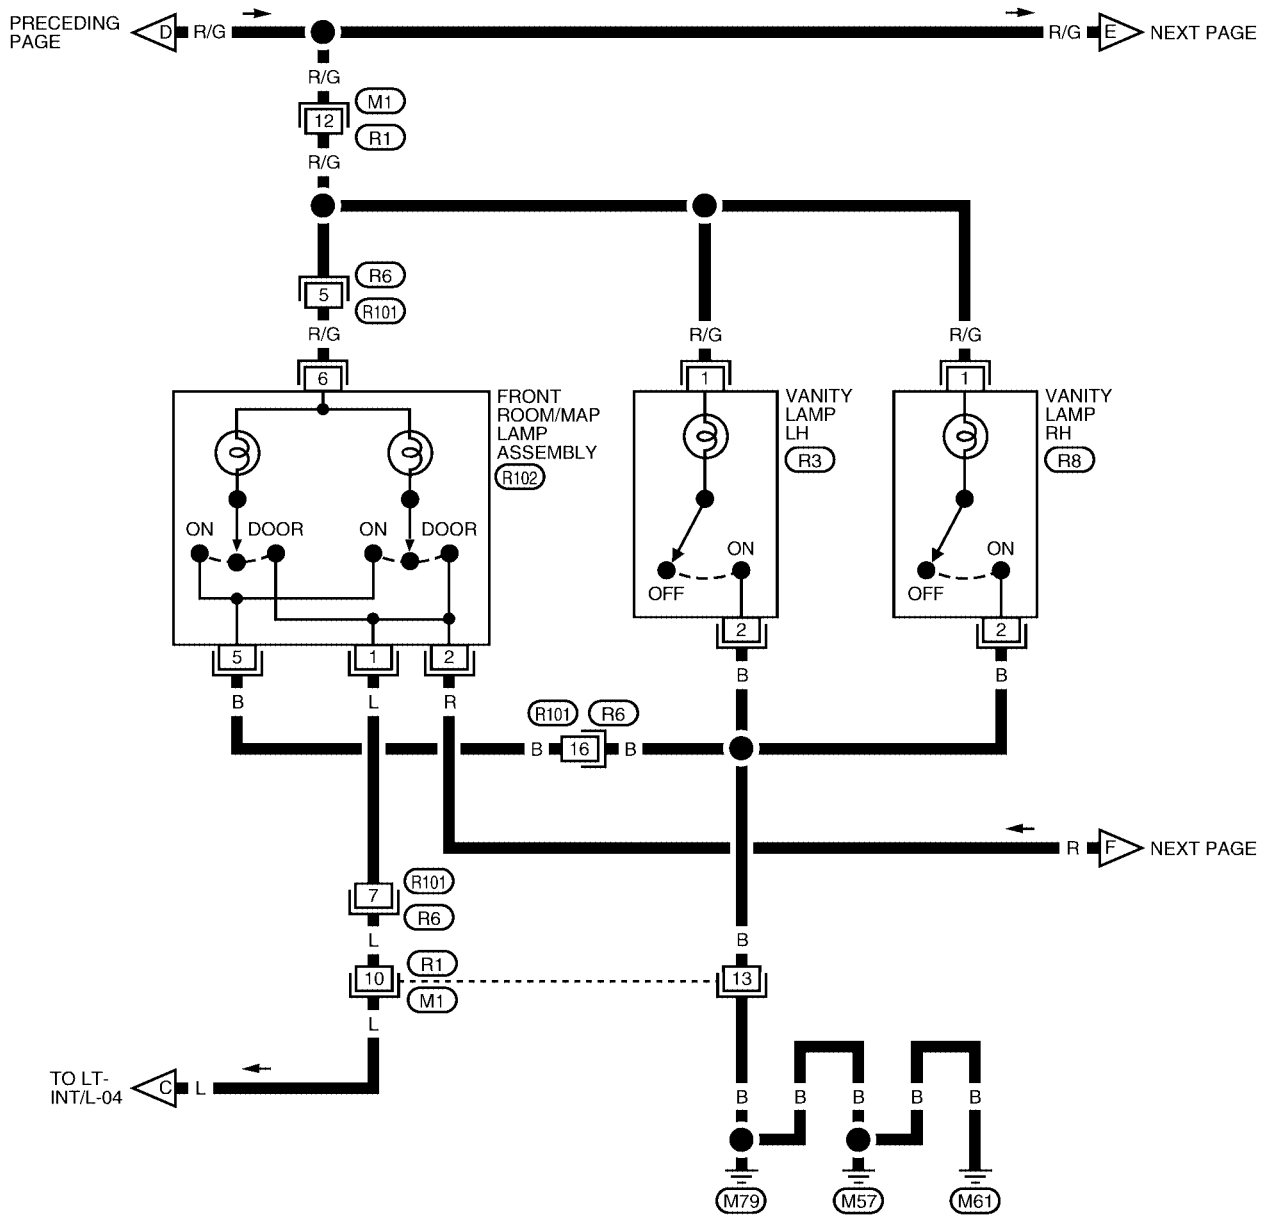 PRECEDING
PAGE
D
R/G
R/G
E
NEXT PAGE
R/G
M1
12
R1
R/G
R6
5
R101
R/G
R/G
R/G
6
1
1
FRONT
ROOM/MAP
LAMP
ASSEMBLY
R102
VANITY
LAMP
LH
R3
VANITY
LAMP
RH
R8
ON
DOOR
ON
DOOR
ON
OFF
ON
OFF
5
1
2
2
2
B
L
R
B
B
R101
R6
B
16
B
R
F
NEXT PAGE
7
R101
R6
L
B
R1
10
13
M1
L
TO LT-
INT/L-04
C
L
B
B
B
B
B
M79
M57
M61